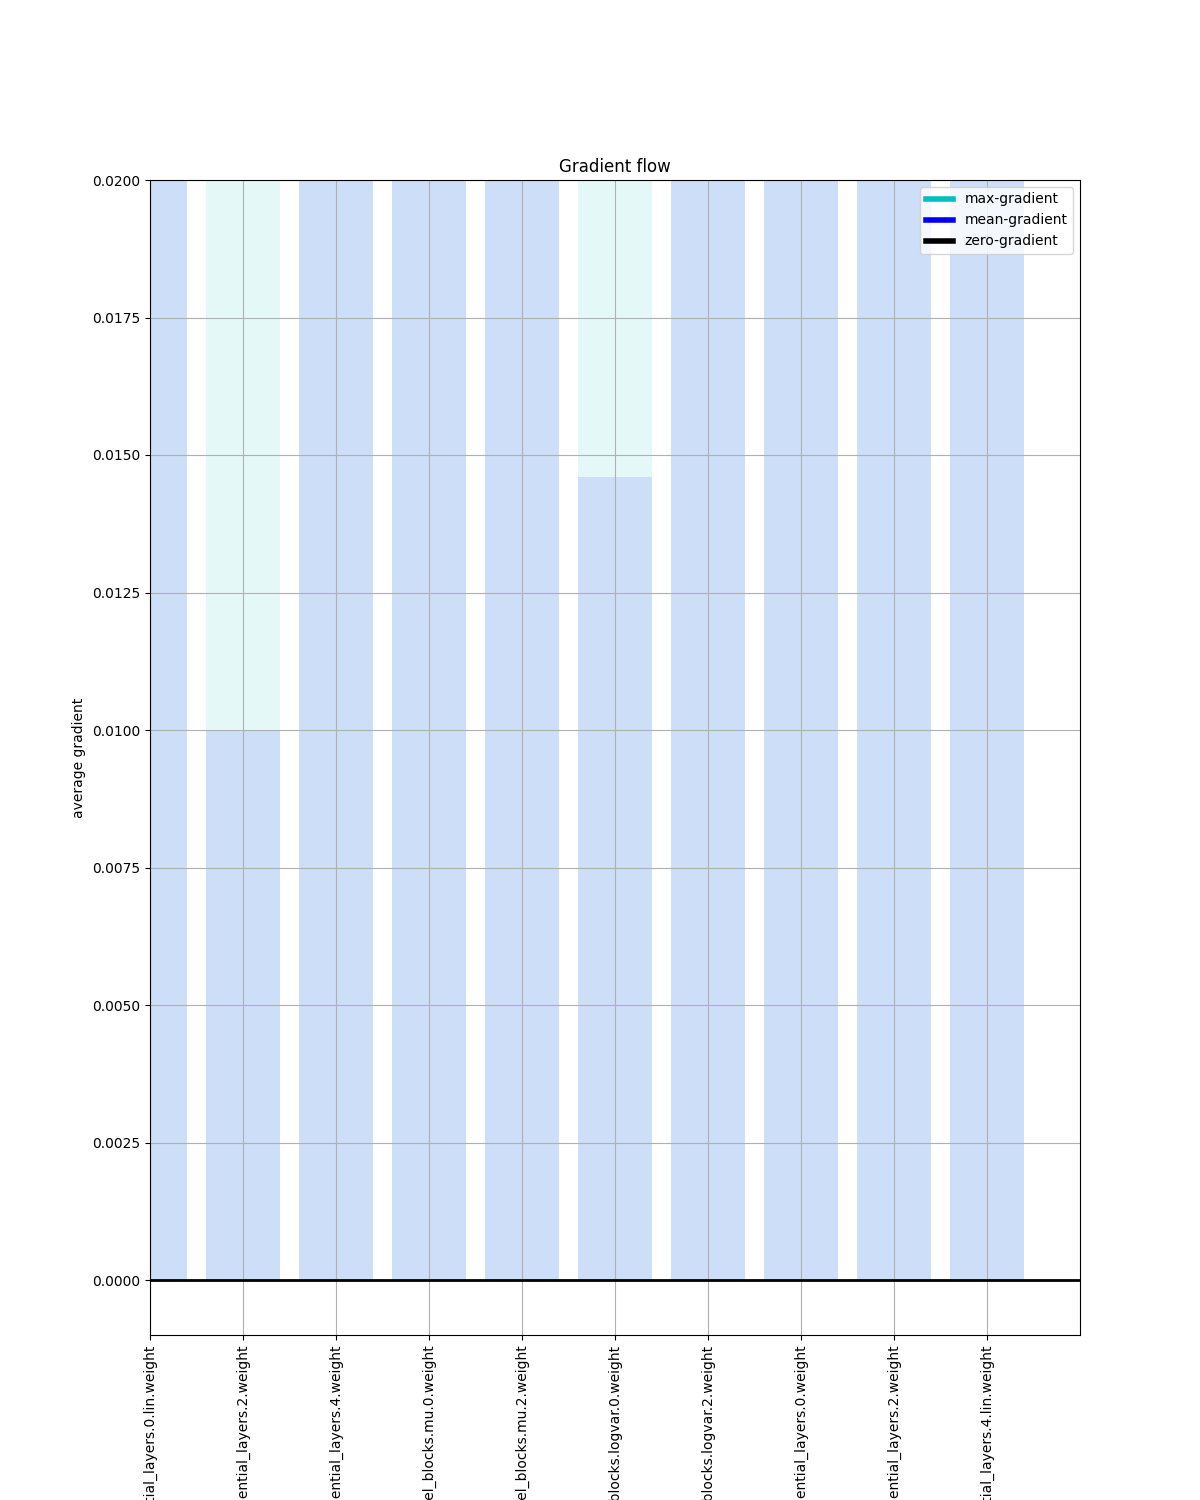 Gradient flow
max-gradient
mean-gradient
zero-gradient
0.0200
0.0175
0.0150
0.0125
0.0100
0.0075
0.0050
0.0025
0.0000
average gradient
tial_layers.0.lin.weight
ential_layers.2.weight
ential_layers.4.weight
el_blocks.mu.0.weight
el_blocks.mu.2.weight
blocks.logvar.0.weight
blocks.logvar.2.weight
ential_layers.0.weight
ential_layers.2.weight
tial_layers.4.lin.weight